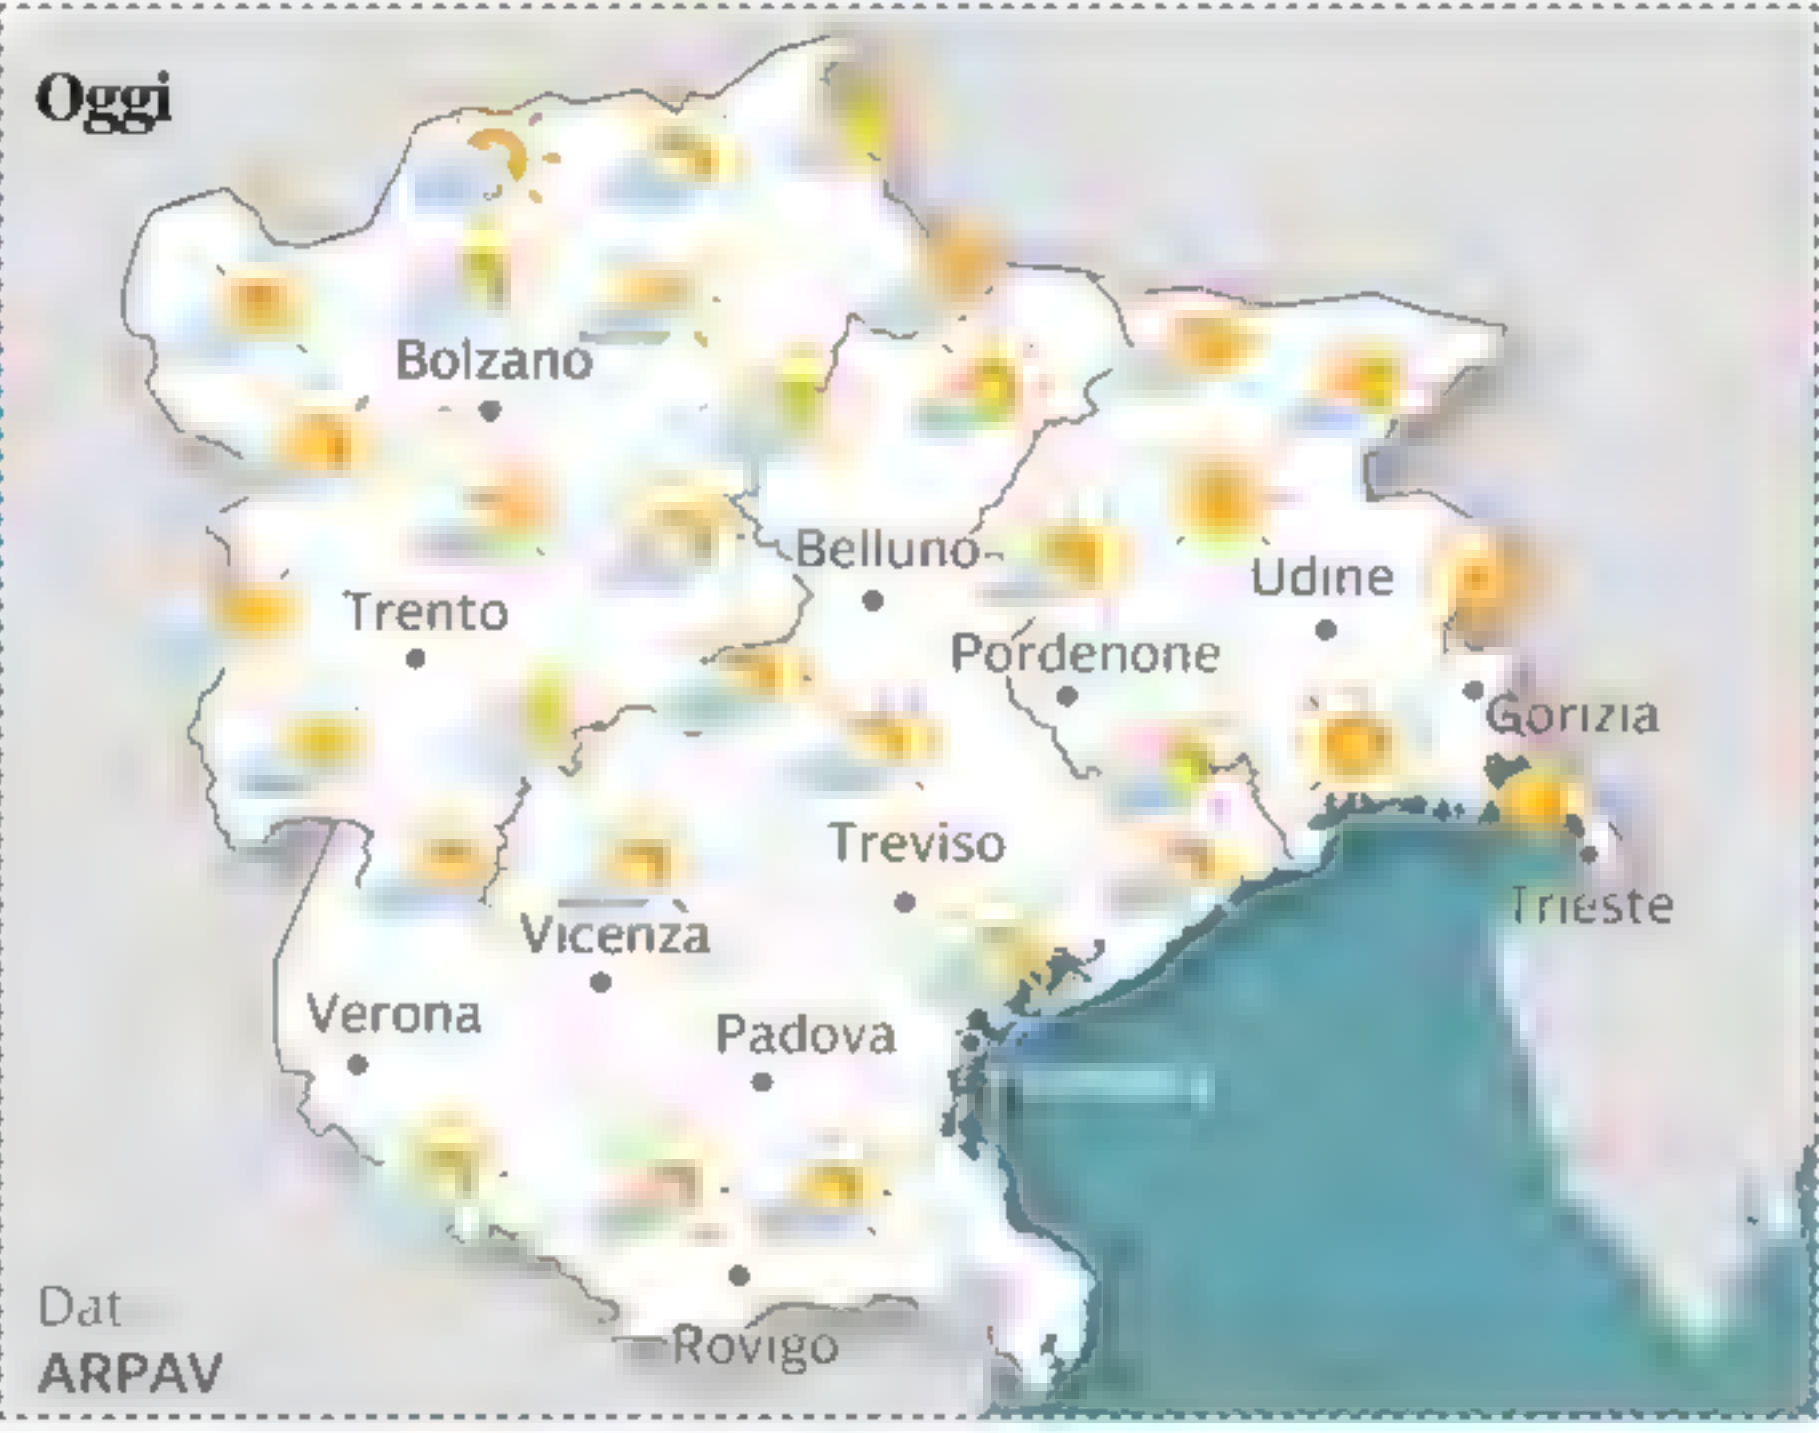 Oggi
Bolzano
Belluno
Udine
Trento
Pordenone
Gorizia
Treviso
Trieste
Vicenza
Verona
Padova
Rovigo
Dat
ARPAV